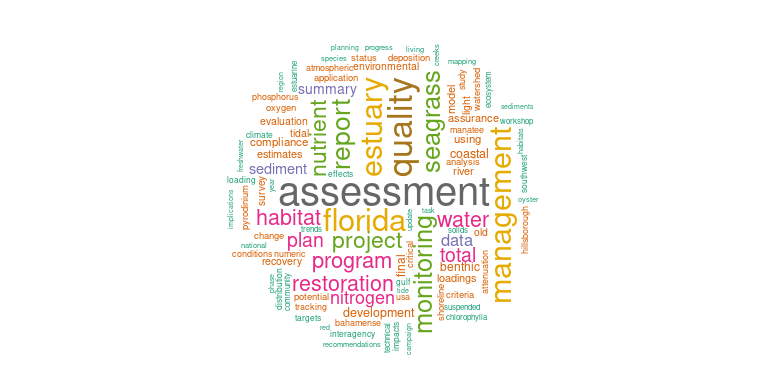 planning
progress
living
creeks
species
status
deposition
mapping
atmospheric
environmental
region
estuarine
application
estuary
quality
seagrass
model
light
study
watershed
ecosystem
summary
phosphorus
oxygen
nutrient
report
sediments
evaluation
assurance
workshop
climate
tidal
manatee
compliance
using
freshwater
estimates
coastal
southwest
habitats
analysis
sediment
effects
river
loading
year
survey
assessment
management
oyster
implications
pyrodinium
habitat
florida
update
task
water
hillsborough
trends
solids
old
change
plan
project
monitoring
data
national
conditions
numeric
program
final
critical
total
recovery
benthic
attenuation
phase
distribution
community
restoration
gulf
loadings
tide
potential
nitrogen
usa
shoreline
criteria
tracking
development
suspended
targets
chlorophylla
bahamense
red
interagency
technical
impacts
campaign
recommendations